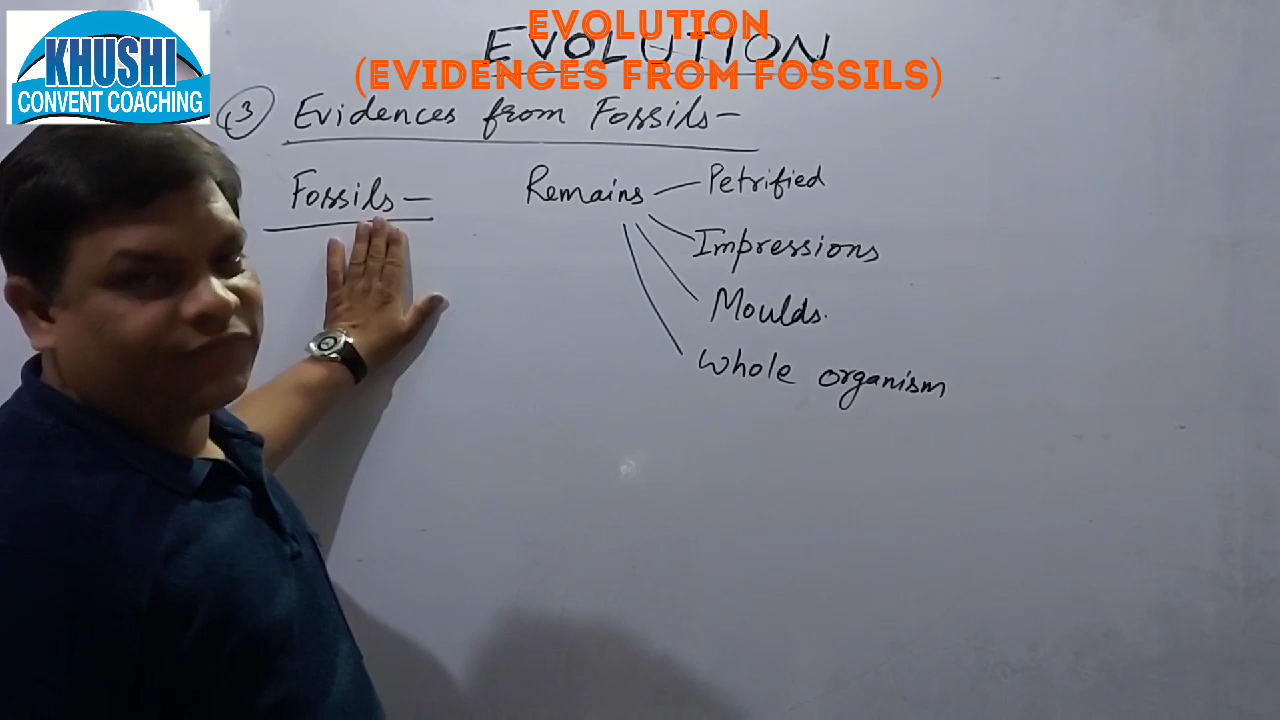 KHUSHI
CONVENT COACHING
EVOLUTION
EVOLUTION
(EVIDENCES FROM FOSSILS)
3 Evidences from Fossils-
Fossils- Remains
Petrified
Impressions
Moulds.
Whole organism